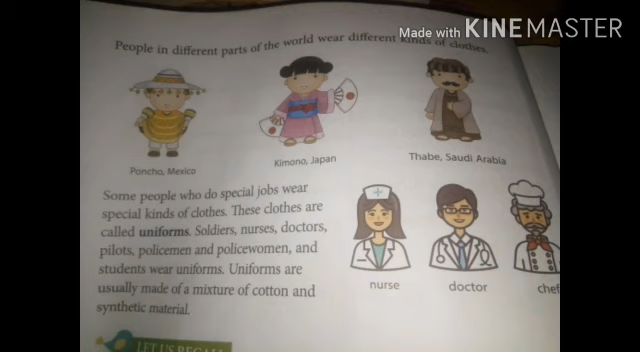 Made with KINEMASTER
People in different parts of the world wear different kinds of clothes.
Poncho, Mexico
Kimono, Japan
Thabe, Saudi Arabia
Some people who do special jobs wear
special kinds of clothes. These clothes are
called uniforms. Soldiers, nurses, doctors,
pilots, policemen and policewomen, and
students wear uniforms. Uniforms are
usually made of a mixture of cotton and
synthetic material.
nurse
doctor
chef
LET US RECALL